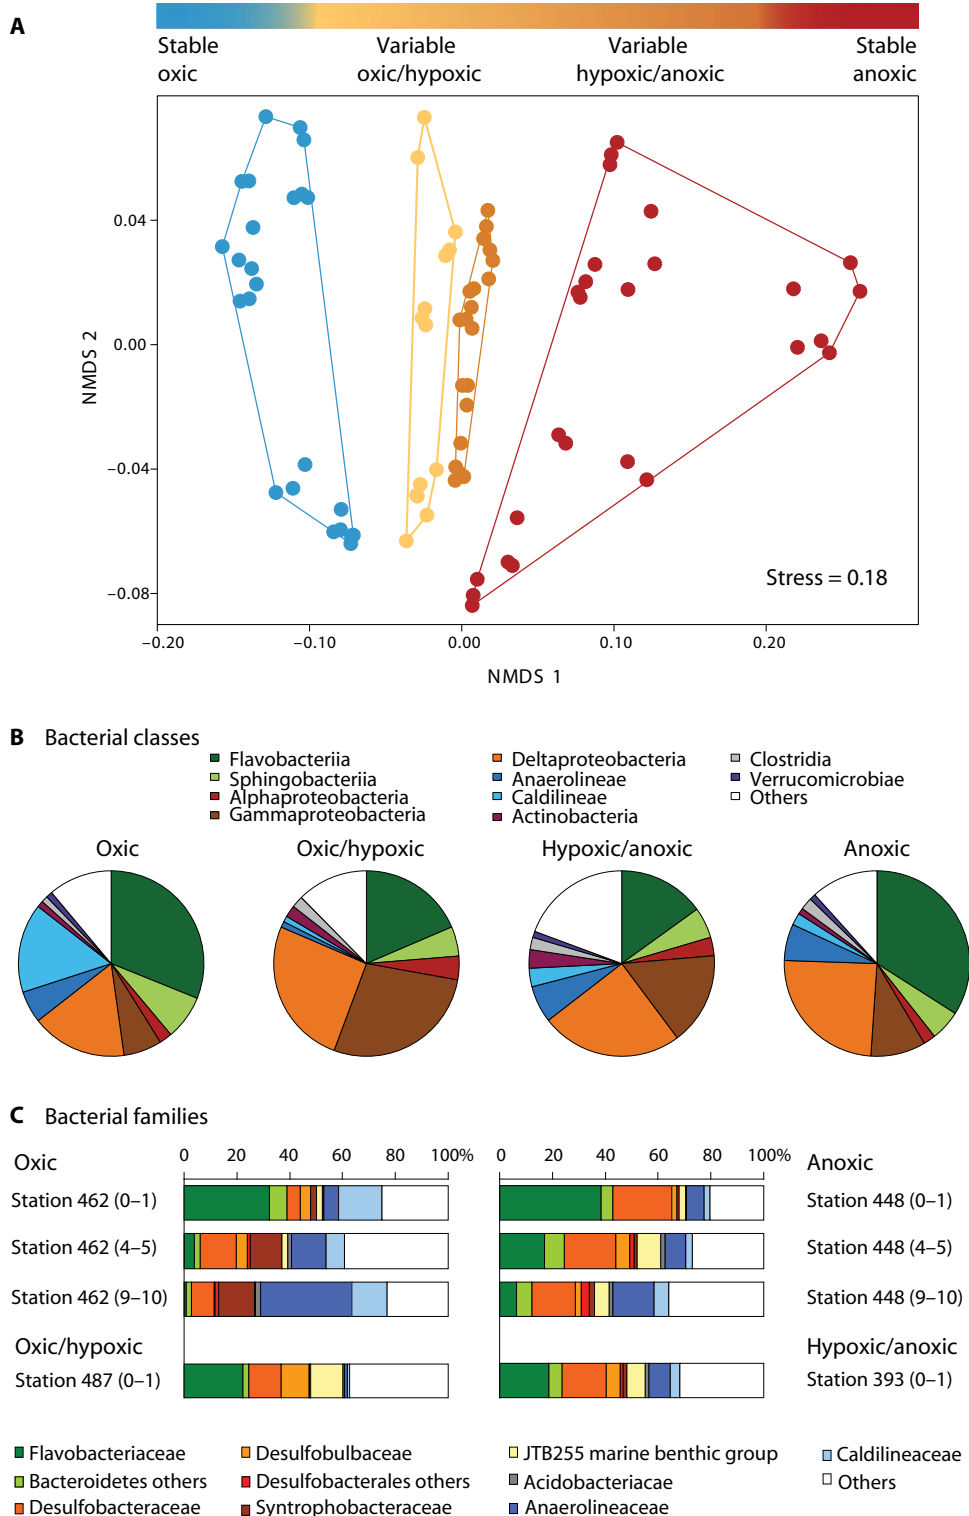 A
Stable oxic
Variable oxic/hypoxic
Variable hypoxic/anoxic
Stable anoxic
NMDS 2
0.04
0.00
−0.04
−0.08
Stress = 0.18
−0.20
−0.10
0.00
0.10
0.20
NMDS 1
B Bacterial classes
Flavobacteriia
Sphingobacteriia
Alphaproteobacteria
Gammaproteobacteria
Deltaproteobacteria
Anaerolineae
Caldilineae
Actinobacteria
Clostridia
Verrucomicrobiae
Others
Oxic
Oxic/hypoxic
Hypoxic/anoxic
Anoxic
C Bacterial families
0 20 40 60 80 100%
0 20 40 60 80 100%
Oxic
Anoxic
Station 462 (0–1)
Station 448 (0–1)
Station 462 (4–5)
Station 448 (4–5)
Station 462 (9–10)
Station 448 (9–10)
Oxic/hypoxic
Hypoxic/anoxic
Station 487 (0–1)
Station 393 (0–1)
Flavobacteriaceae
Bacteroidetes others
Desulfobacteraceae
Desulfobulbaceae
Desulfobacterales others
Syntrophobacteraceae
JTB255 marine benthic group
Acidobacteriacae
Anaerolineaceae
Caldilineaceae
Others